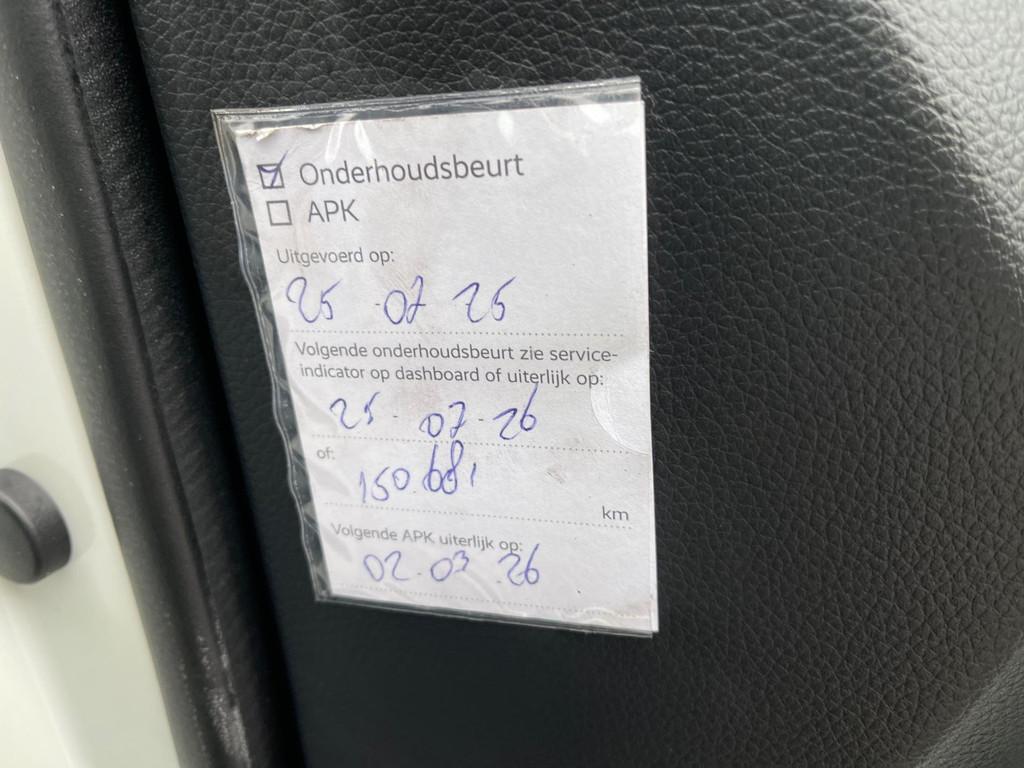 Onderhoudsbeurt
APK
Uitgevoerd op:
25-07 25
Volgende onderhoudsbeurt zie service-
indicator op dashboard of uiterlijk op:
25-07-26
of:
150.681
km
Volgende APK uiterlijk op:
02-03 26